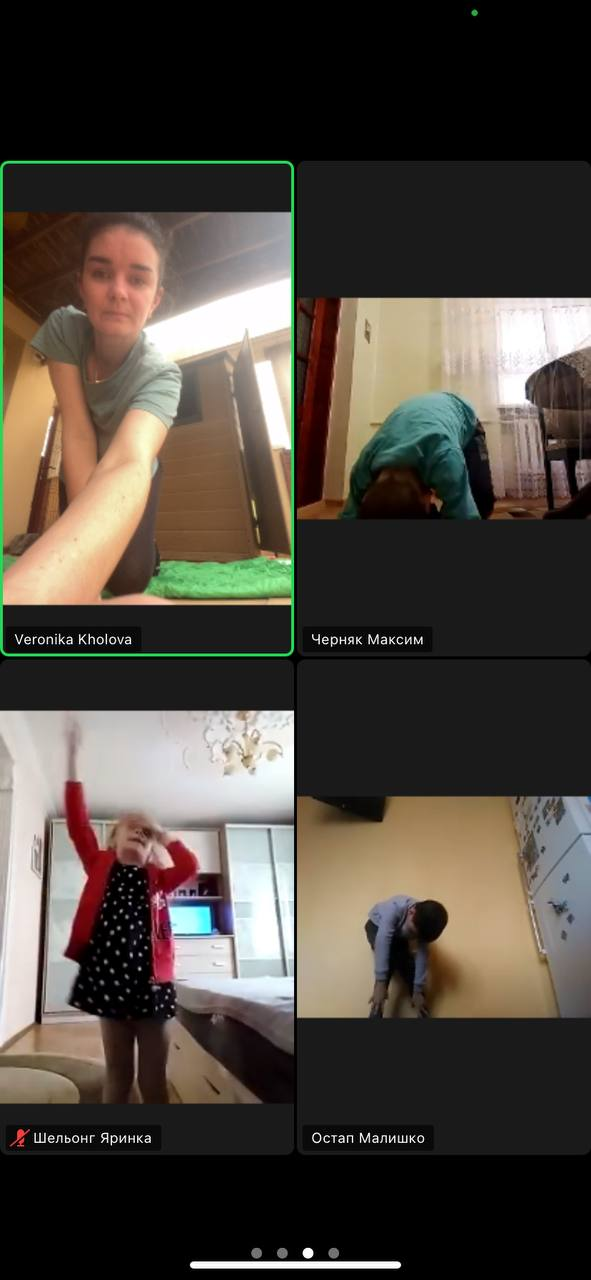 Veronika Kholova
Черняк Максим
Шельонг Яринка
Остап Малишко